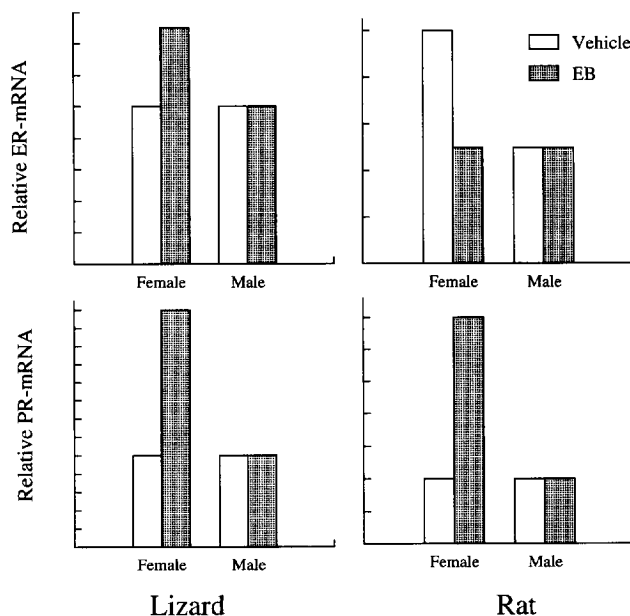 Relative ER-mRNA
Vehicle
EB
Female Male
Female Male
Relative PR-mRNA
Female Male
Female Male
Lizard
Rat